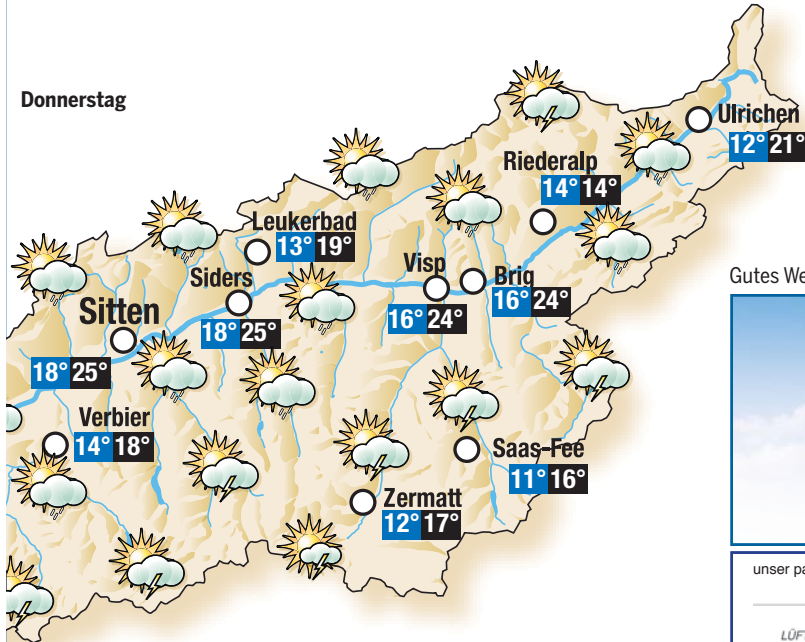 Donnerstag
Ulrichen
12° 21°
Riederalp
14° 14°
Leukerbad
13° 19°
Visp
16° 24°
Brig
16° 24°
Siders
18° 25°
Sitten
18° 25°
Verbier
14° 18°
Saas-Fee
11° 16°
Zermatt
12° 17°
Gutes We
unser pa
LÜF